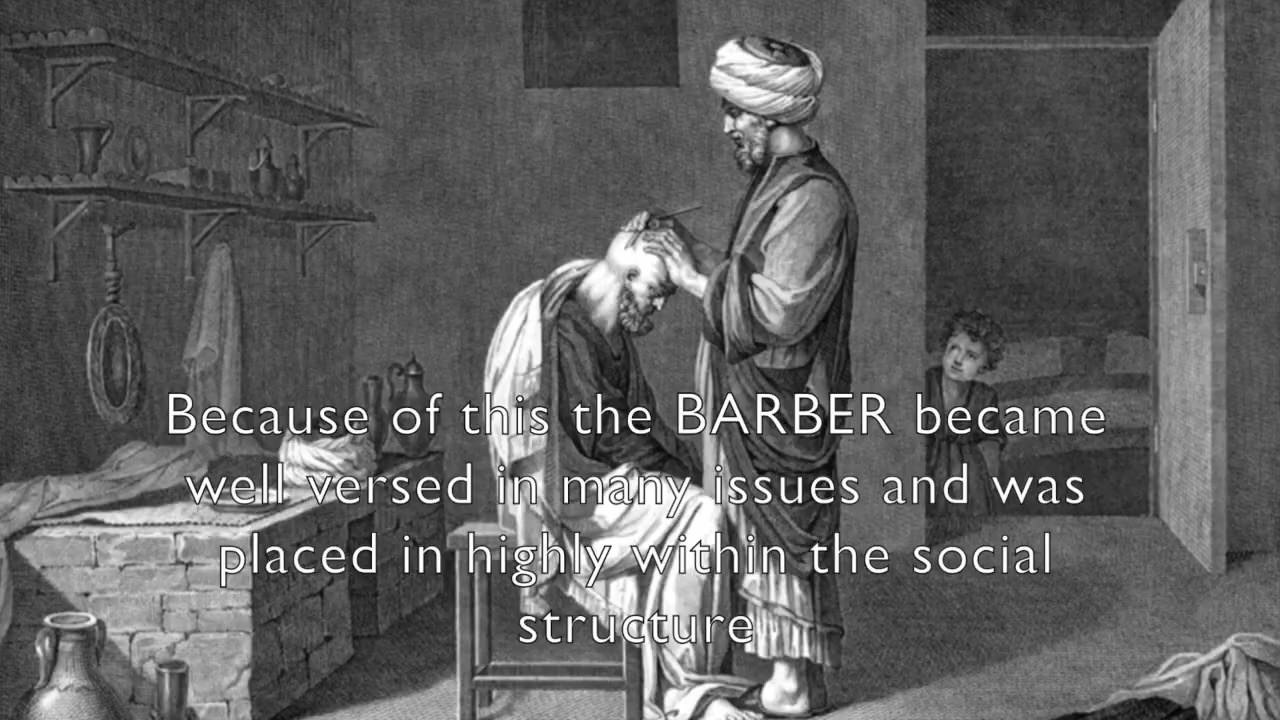 Because of this the BARBER became
well versed in many issues and was
placed in highly within the social
structure